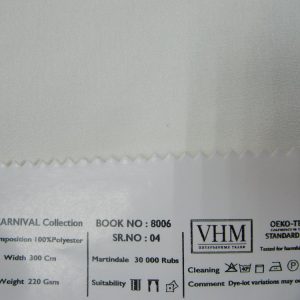 ARNIVAL Collection
BOOK NO : 8006
SR.NO : 04
mposition 100%Polyester
Width 300 Cm
Martindale 30 000 Rubs
Weight 220 Gsm
Suitability
VHM
OEKO-TE
STANDARD
Tested for harmful
Cleaning
Comment: Dye-lot variations may o